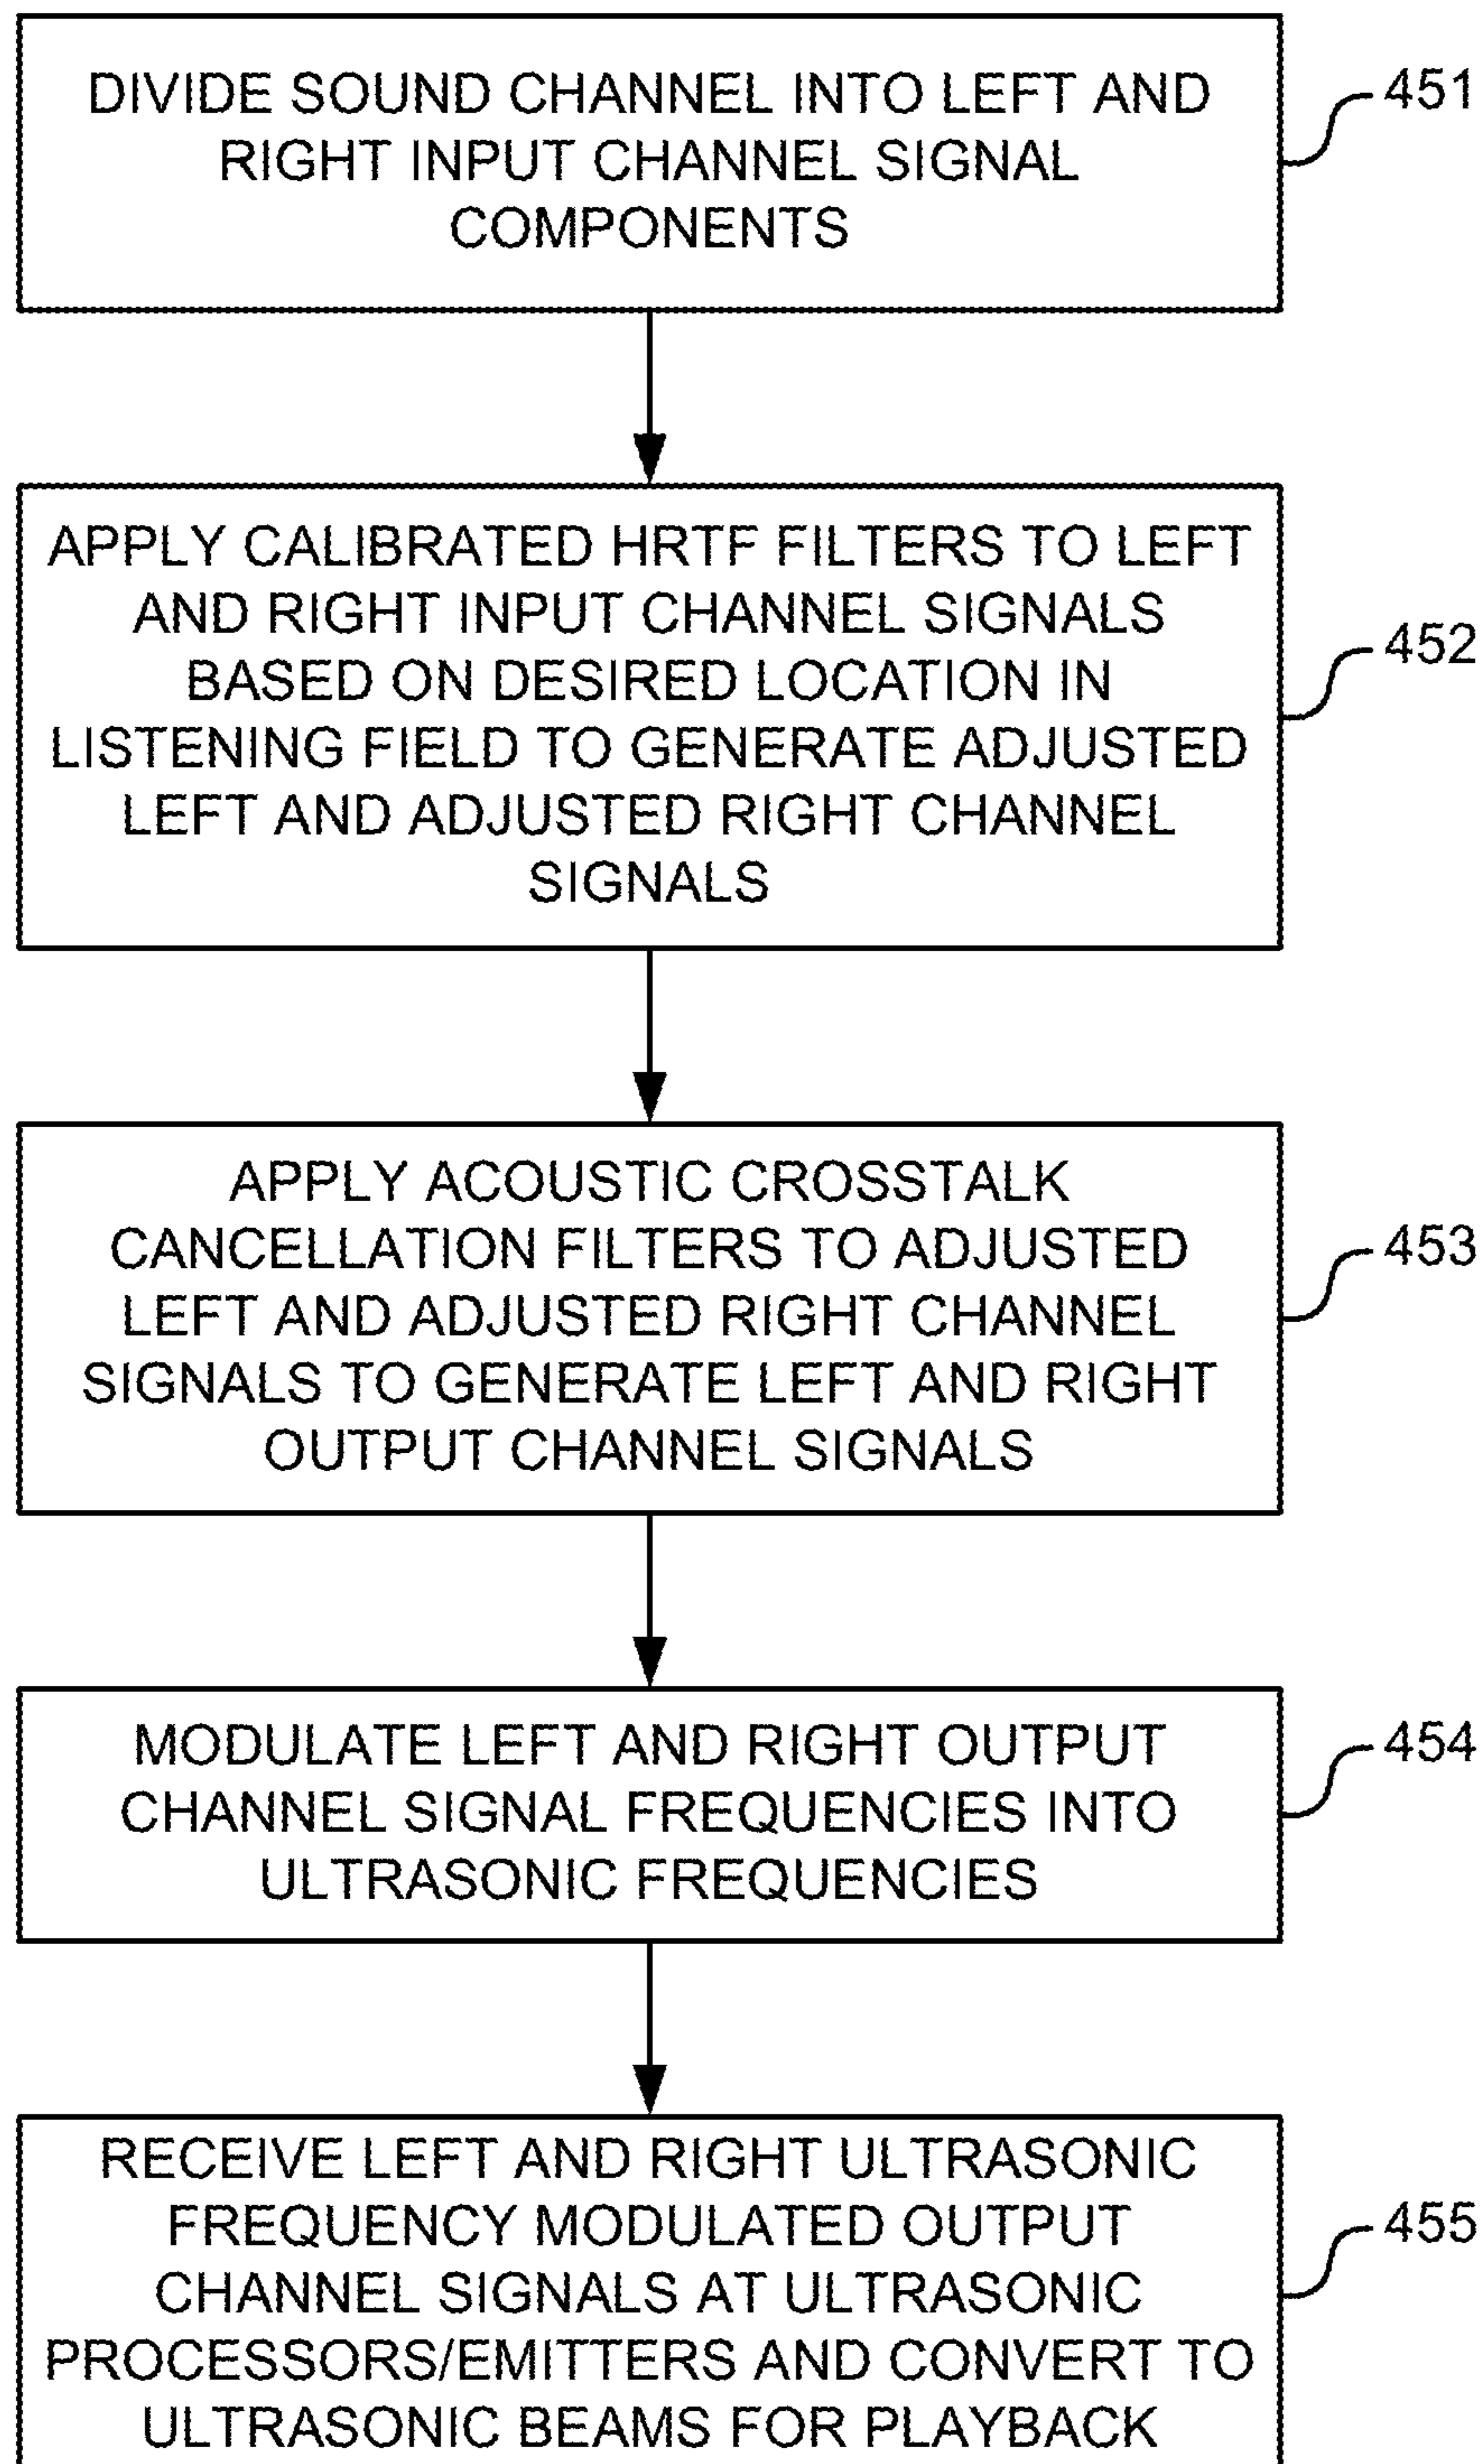 DIVIDE SOUND CHANNEL INTO LEFT AND
RIGHT INPUT CHANNEL SIGNAL
COMPONENTS
451
APPLY CALIBRATED HRTF FILTERS TO LEFT
AND RIGHT INPUT CHANNEL SIGNALS
BASED ON DESIRED LOCATION IN
LISTENING FIELD TO GENERATE ADJUSTED
LEFT AND ADJUSTED RIGHT CHANNEL
SIGNALS
452
APPLY ACOUSTIC CROSSTALK
CANCELLATION FILTERS TO ADJUSTED
LEFT AND ADJUSTED RIGHT CHANNEL
SIGNALS TO GENERATE LEFT AND RIGHT
OUTPUT CHANNEL SIGNALS
453
MODULATE LEFT AND RIGHT OUTPUT
CHANNEL SIGNAL FREQUENCIES INTO
ULTRASONIC FREQUENCIES
454
RECEIVE LEFT AND RIGHT ULTRASONIC
FREQUENCY MODULATED OUTPUT
CHANNEL SIGNALS AT ULTRASONIC
PROCESSORS/EMITTERS AND CONVERT TO
ULTRASONIC BEAMS FOR PLAYBACK
455